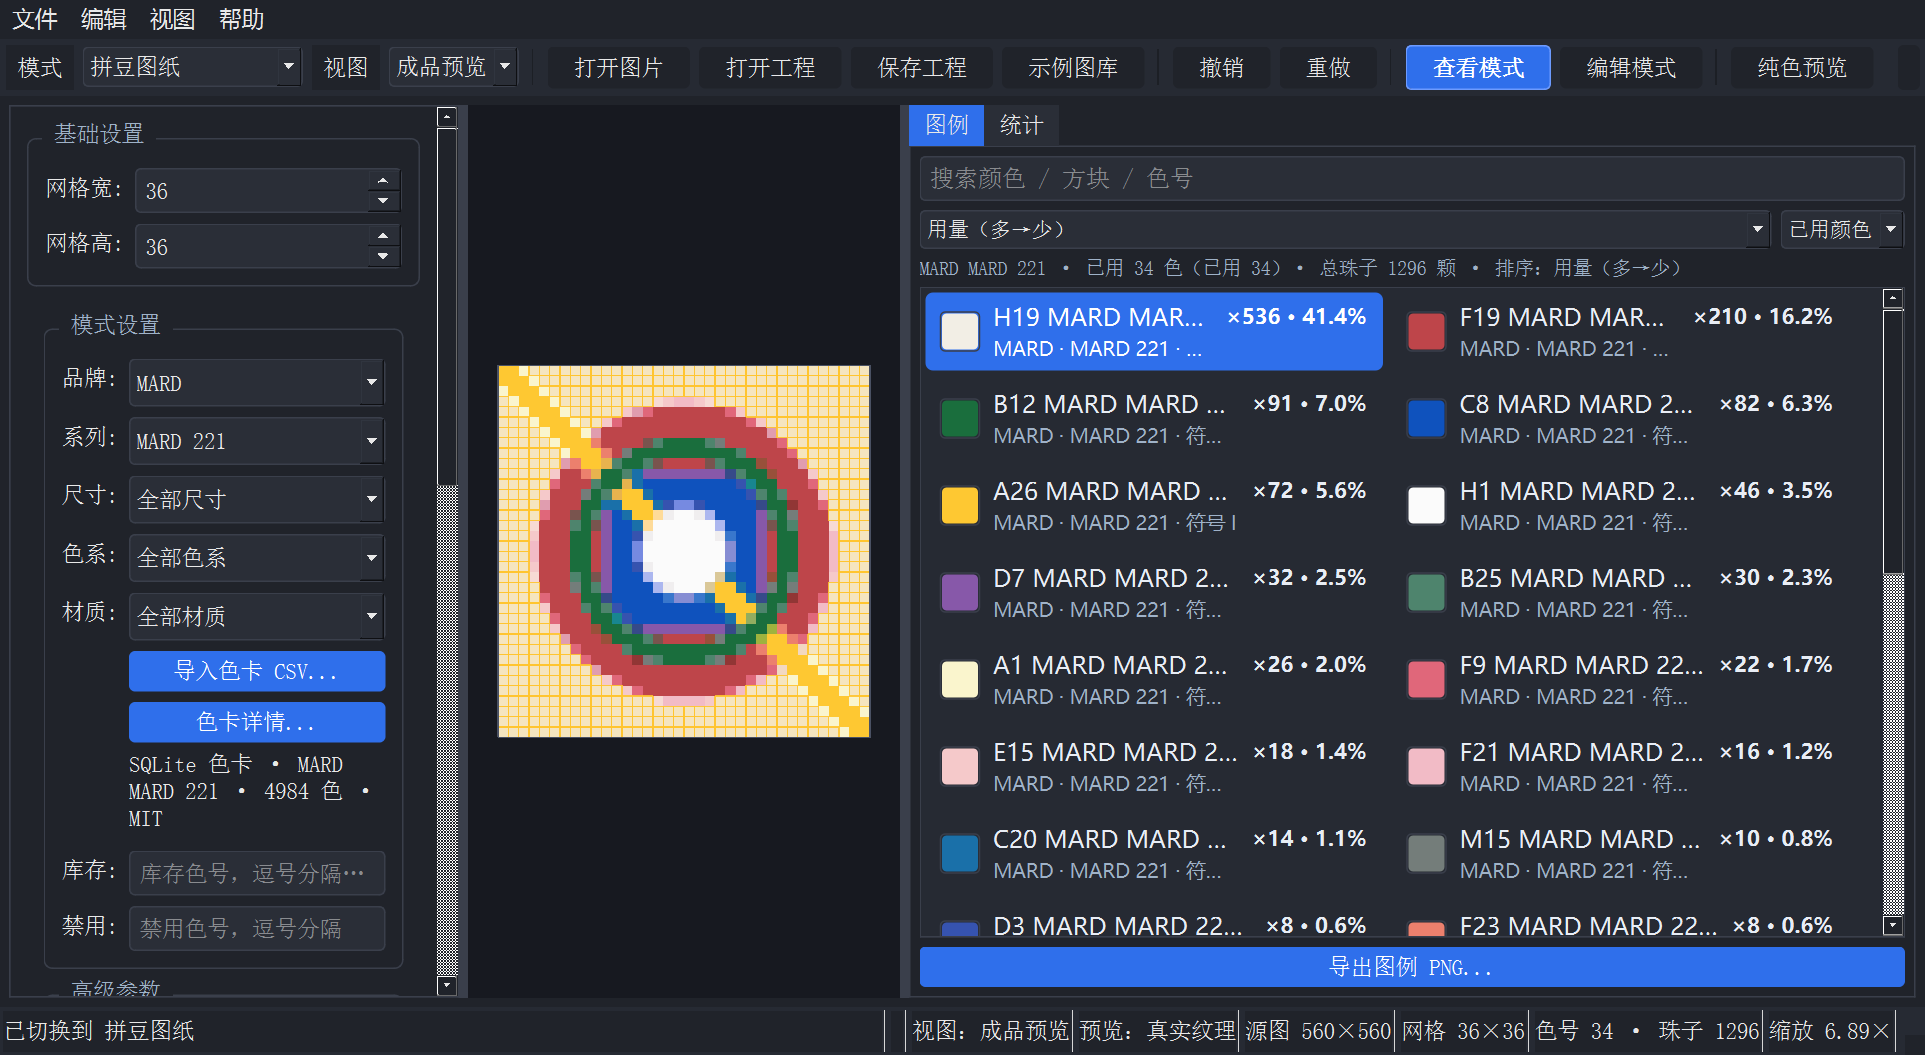 文件 编辑 视图 帮助
模式 拼豆图纸 视图 成品预览 打开图片 打开工程 保存工程 示例图库 撤销 重做 查看模式 编辑模式 纯色预览
基础设置
网格宽: 36
网格高: 36
模式设置
品牌: MARD
系列: MARD 221
尺寸: 全部尺寸
色系: 全部色系
材质: 全部材质
导入色卡 CSV...
色卡详情...
SQLite 色卡 • MARD
MARD 221 • 4984 色 •
MIT
库存: 库存色号, 逗号分隔…
禁用: 禁用色号, 逗号分隔
高级参数
图例 统计
搜索颜色 / 方块 / 色号
用量（多→少） 已用颜色
MARD MARD 221 • 已用 34 色（已用 34） • 总珠子 1296 颗 • 排序: 用量（多→少）
H19 MARD MAR... ×536 • 41.4%
MARD · MARD 221 · ...
F19 MARD MAR... ×210 • 16.2%
MARD · MARD 221 · ...
B12 MARD MARD ... ×91 • 7.0%
MARD · MARD 221 · 符...
C8 MARD MARD 2... ×82 • 6.3%
MARD · MARD 221 · 符...
A26 MARD MARD ... ×72 • 5.6%
MARD · MARD 221 · 符号 I
H1 MARD MARD 2... ×46 • 3.5%
MARD · MARD 221 · 符...
D7 MARD MARD 2... ×32 • 2.5%
MARD · MARD 221 · 符...
B25 MARD MARD ... ×30 • 2.3%
MARD · MARD 221 · 符...
A1 MARD MARD 2... ×26 • 2.0%
MARD · MARD 221 · 符...
F9 MARD MARD 22... ×22 • 1.7%
MARD · MARD 221 · 符...
E15 MARD MARD 2... ×18 • 1.4%
MARD · MARD 221 · 符...
F21 MARD MARD 2... ×16 • 1.2%
MARD · MARD 221 · 符...
C20 MARD MARD ... ×14 • 1.1%
MARD · MARD 221 · 符...
M15 MARD MARD ... ×10 • 0.8%
MARD · MARD 221 · 符...
D3 MARD MARD 22... ×8 • 0.6%
F23 MARD MARD 22... ×8 • 0.6%
导出图例 PNG...
已切换到 拼豆图纸
视图: 成品预览 预览: 真实纹理 源图 560×560 网格 36×36 色号 34 • 珠子 1296 缩放 6.89×